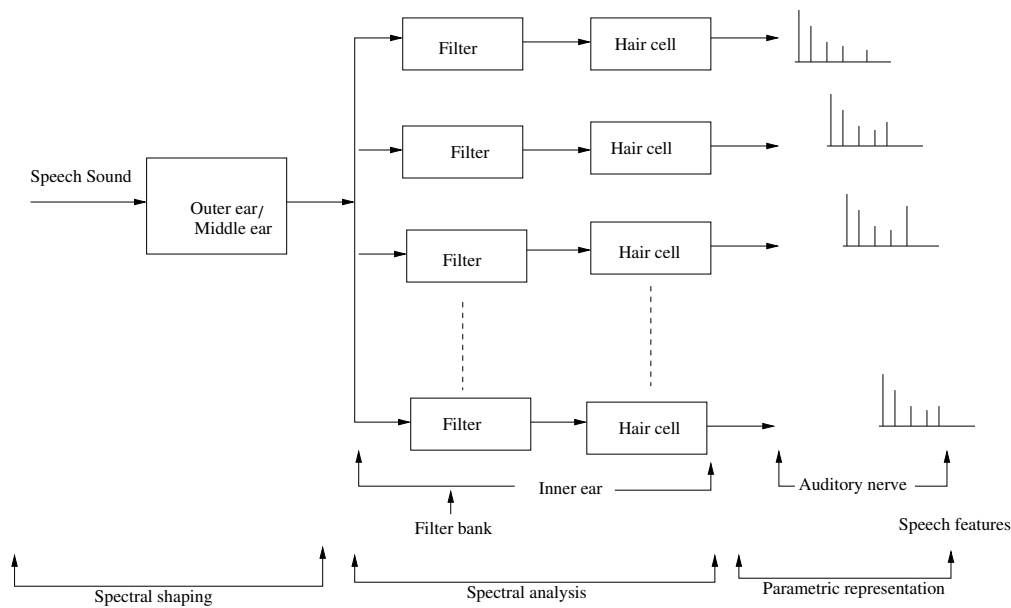 Filter
Hair cell
Filter
Hair cell
Speech Sound
Outer ear/
Middle ear
Filter
Hair cell
Filter
Hair cell
Inner ear
Auditory nerve
Filter bank
Speech features
Spectral shaping
Spectral analysis
Parametric representation